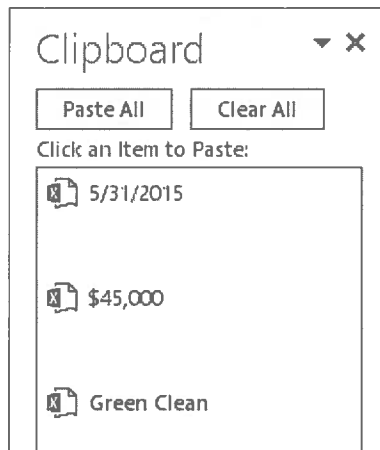 Clipboard
Paste All Clear All
Click an Item to Paste:
5/31/2015
$45,000
Green Clean